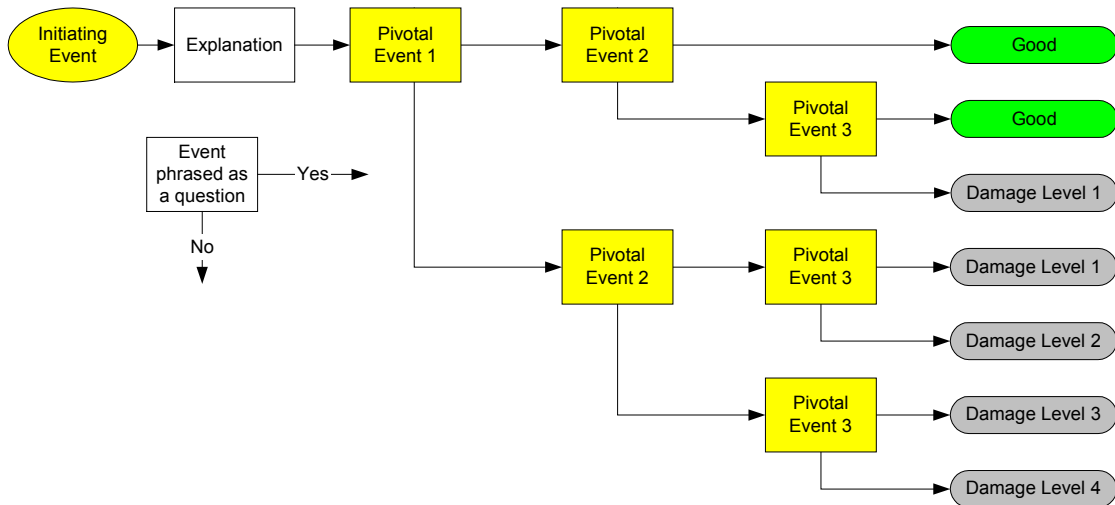 Initiating
Event
Explanation
Pivotal
Event 1
Pivotal
Event 2
Good
Pivotal
Event 3
Good
Event
phrased as
a question
Yes
No
Damage Level 1
Pivotal
Event 2
Pivotal
Event 3
Damage Level 1
Damage Level 2
Pivotal
Event 3
Damage Level 3
Damage Level 4